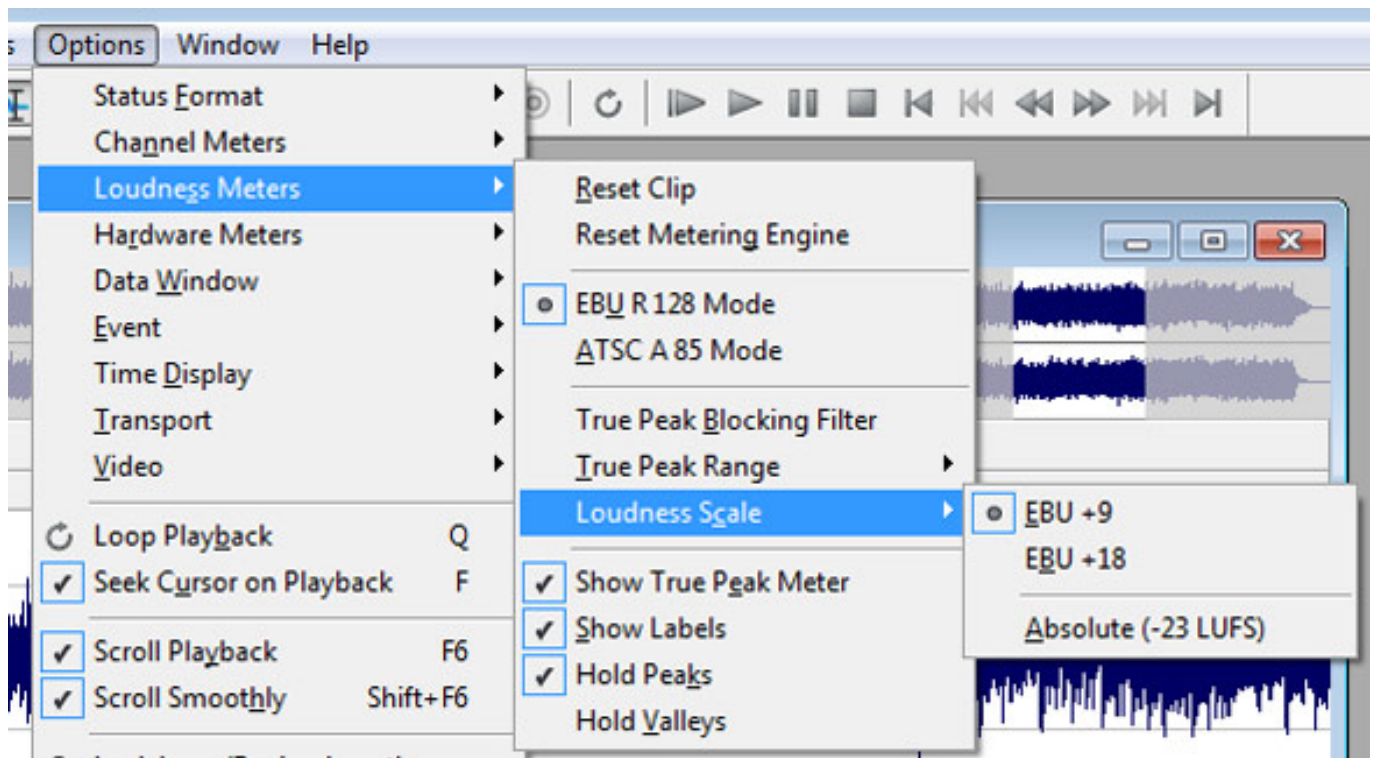 Options Window Help
Status Format
Channel Meters
Loudness Meters
Hardware Meters
Data Window
Event
Time Display
Transport
Video
Loop Playback Q
Seek Cursor on Playback F
Scroll Playback F6
Scroll Smoothly Shift+F6
Reset Clip
Reset Metering Engine
EBU R 128 Mode
ATSC A 85 Mode
True Peak Blocking Filter
True Peak Range
Loudness Scale
Show True Peak Meter
Show Labels
Hold Peaks
Hold Valleys
EBU +9
EBU +18
Absolute (-23 LUFS)